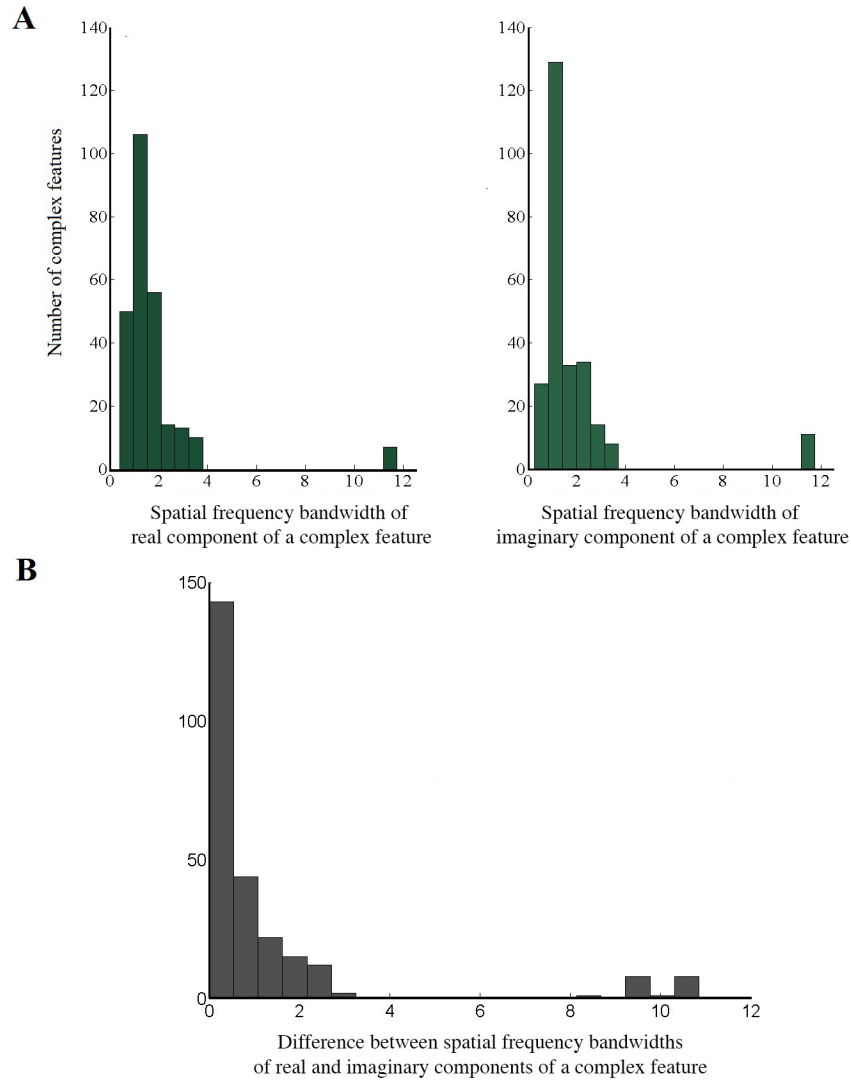 A
140
120
100
80
60
40
20
0
Number of complex features
0 2 4 6 8 10 12
Spatial frequency bandwidth of
real component of a complex feature
140
120
100
80
60
40
20
0
0 2 4 6 8 10 12
Spatial frequency bandwidth of
imaginary component of a complex feature
B
150
100
50
0
0 2 4 6 8 10 12
Difference between spatial frequency bandwidths
of real and imaginary components of a complex feature